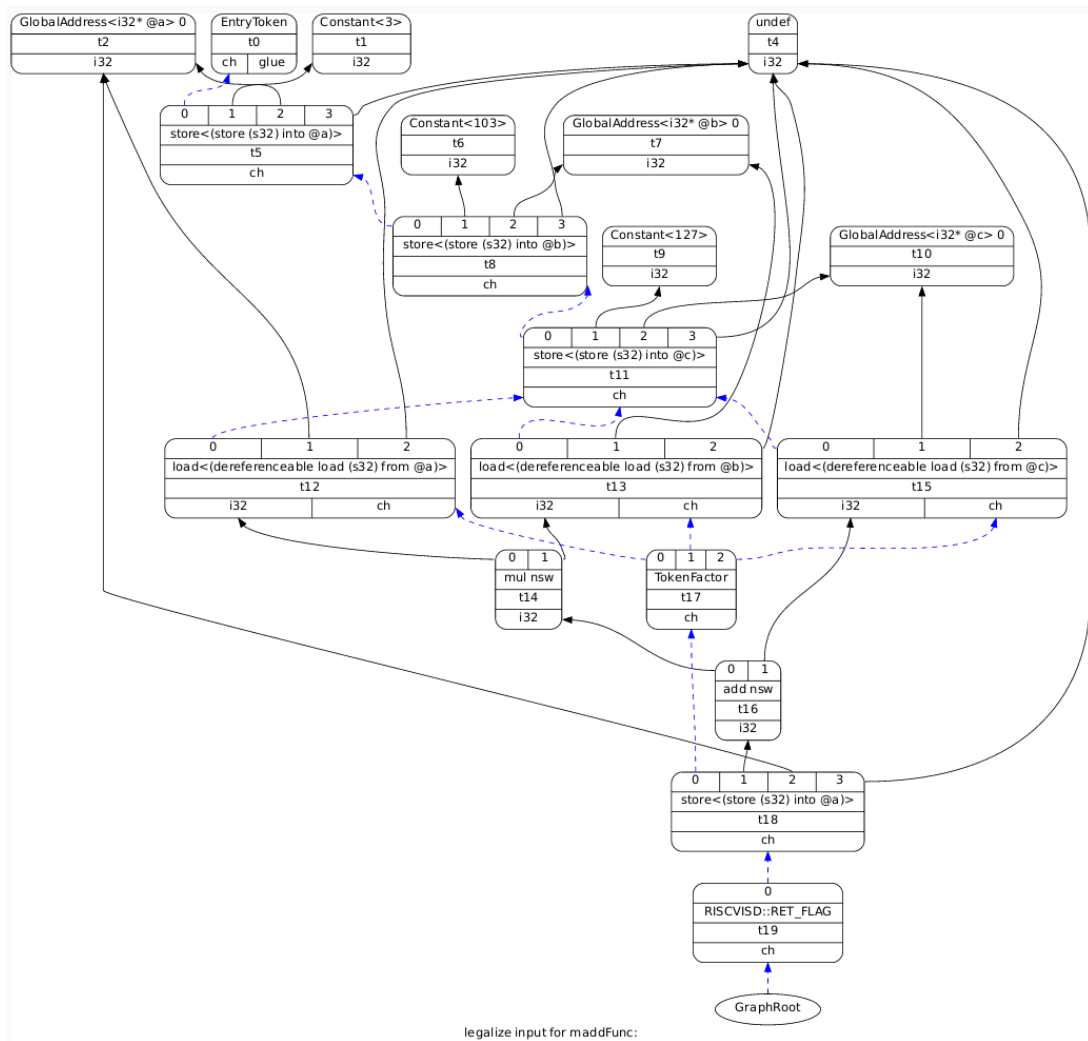 GlobalAddress<i32* @a> 0
t2
i32
EntryToken
t0
ch glue
Constant<3>
t1
i32
undef
t4
i32
0 1 2 3
store<(store (s32) into @a)>
t5
ch
Constant<103>
t6
i32
GlobalAddress<i32* @b> 0
t7
i32
0 1 2 3
store<(store (s32) into @b)>
t8
ch
Constant<127>
t9
i32
GlobalAddress<i32* @c> 0
t10
i32
0 1 2 3
store<(store (s32) into @c)>
t11
ch
0 1 2
load<(dereferenceable load (s32) from @a)>
t12
i32 ch
0 1 2
load<(dereferenceable load (s32) from @b)>
t13
i32 ch
0 1 2
load<(dereferenceable load (s32) from @c)>
t15
i32 ch
0 1
mul nsw
t14
i32
0 1 2
TokenFactor
t17
ch
0 1
add nsw
t16
i32
0 1 2 3
store<(store (s32) into @a)>
t18
ch
0
RISCVISD::RET_FLAG
t19
ch
GraphRoot
legalize input for maddFunc: